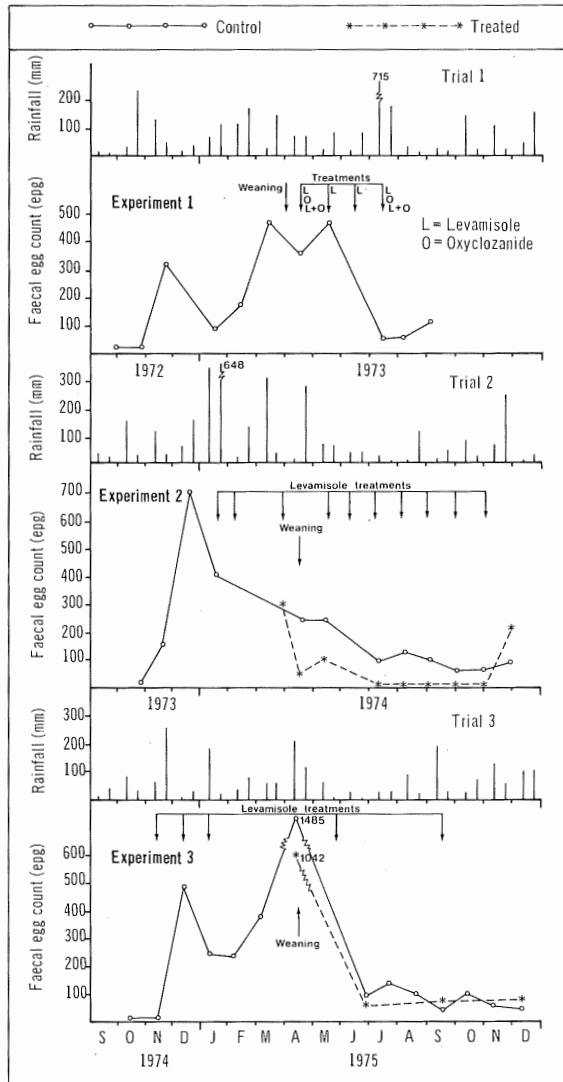 Control
Treated
Trial 1
Rainfall (mm)
200
100
715
Experiment 1
Weaning
Treatments
L
O
L+O
L
L
L
O
L+O
L = Levamisole
O = Oxyclozanide
Faecal egg count (epg)
500
400
300
200
100
1972
1973
Trial 2
Rainfall (mm)
300
200
100
648
Experiment 2
Levamisole treatments
Weaning
Faecal egg count (epg)
700
600
500
400
300
200
100
1973
1974
Trial 3
Rainfall (mm)
300
200
100
Experiment 3
Levamisole treatments
1485
1042
Weaning
Faecal egg count (epg)
600
500
400
300
200
100
S O N D J F M A M J J A S O N D
1974
1975